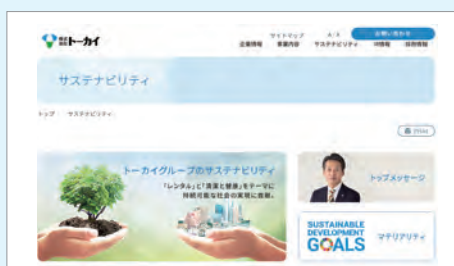 株式会社トーカイ
サイトマップ
お問い合わせ
企業情報 事業内容 サステナビリティ IR情報 採用情報
サステナビリティ
トップ サステナビリティ
Print
トーカイグループのサステナビリティ
「レンタル」と「清潔と健康」をテーマに
持続可能な社会の実現に貢献。
トップメッセージ
SUSTAINABLE
DEVELOPMENT
GOALS
マテリアリティ